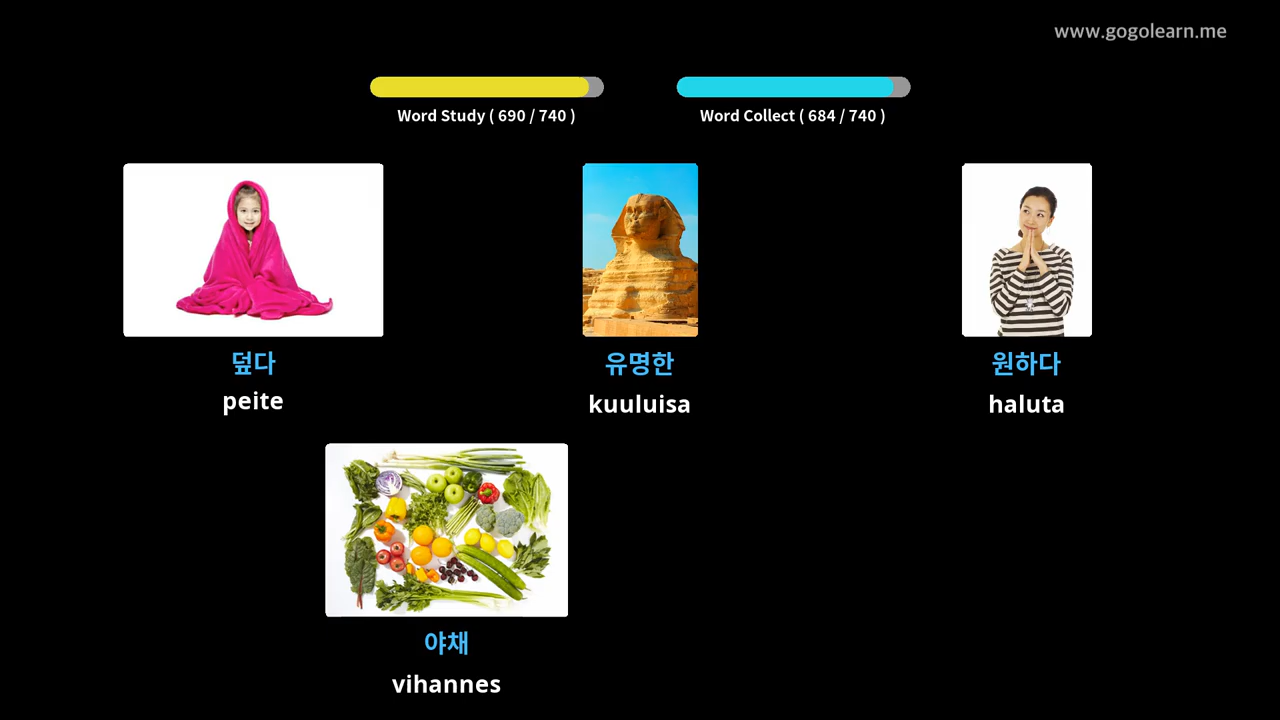 www.gogolearn.me
Word Study ( 690 / 740 )
Word Collect ( 684 / 740 )
덮다
유명한
원하다
peite
kuuluisa
haluta
야채
vihannes